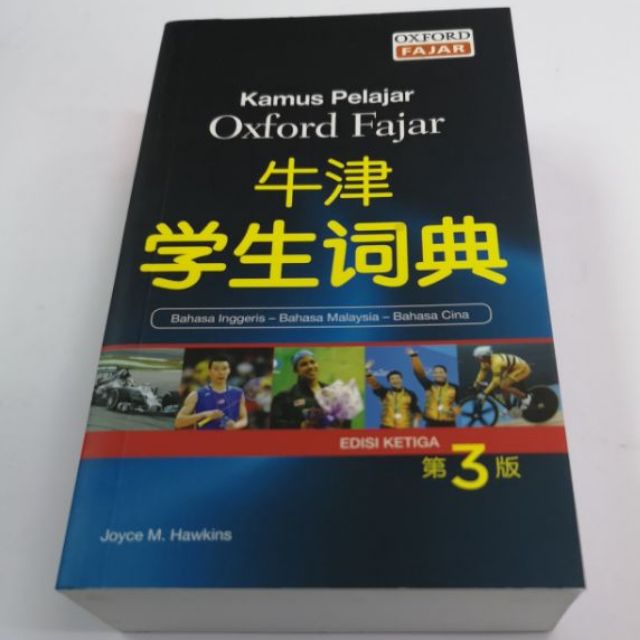 OXFORD
FAJAR
Kamus Pelajar
Oxford Fajar
牛津
学生词典
Bahasa Inggeris – Bahasa Malaysia – Bahasa Cina
EDISI KETIGA
第3版
Joyce M. Hawkins